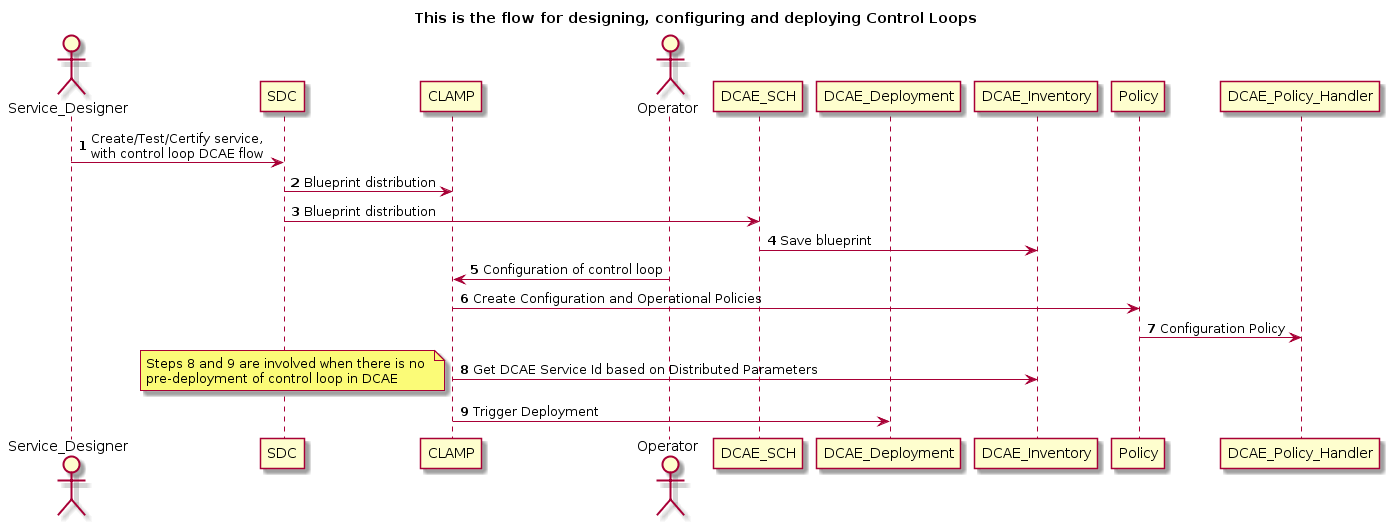 This is the flow for designing, configuring and deploying Control Loops
Service_Designer
SDC
CLAMP
Operator
DCAE_SCH
DCAE_Deployment
DCAE_Inventory
Policy
DCAE_Policy_Handler
1 Create/Test/Certify service,
with control loop DCAE flow
2 Blueprint distribution
3 Blueprint distribution
4 Save blueprint
5 Configuration of control loop
6 Create Configuration and Operational Policies
7 Configuration Policy
Steps 8 and 9 are involved when there is no
pre-deployment of control loop in DCAE
8 Get DCAE Service Id based on Distributed Parameters
9 Trigger Deployment
Service_Designer
SDC
CLAMP
Operator
DCAE_SCH
DCAE_Deployment
DCAE_Inventory
Policy
DCAE_Policy_Handler